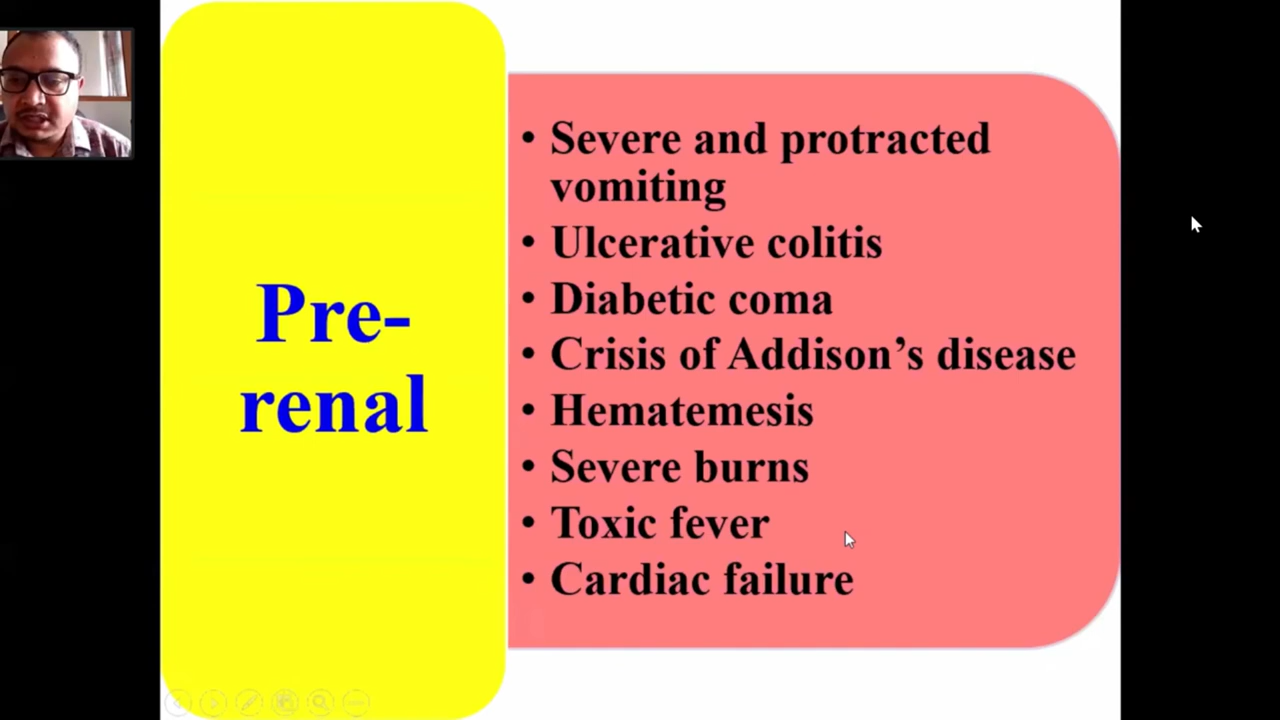 Pre-
renal
• Severe and protracted
vomiting
• Ulcerative colitis
• Diabetic coma
• Crisis of Addison’s disease
• Hematemesis
• Severe burns
• Toxic fever
• Cardiac failure